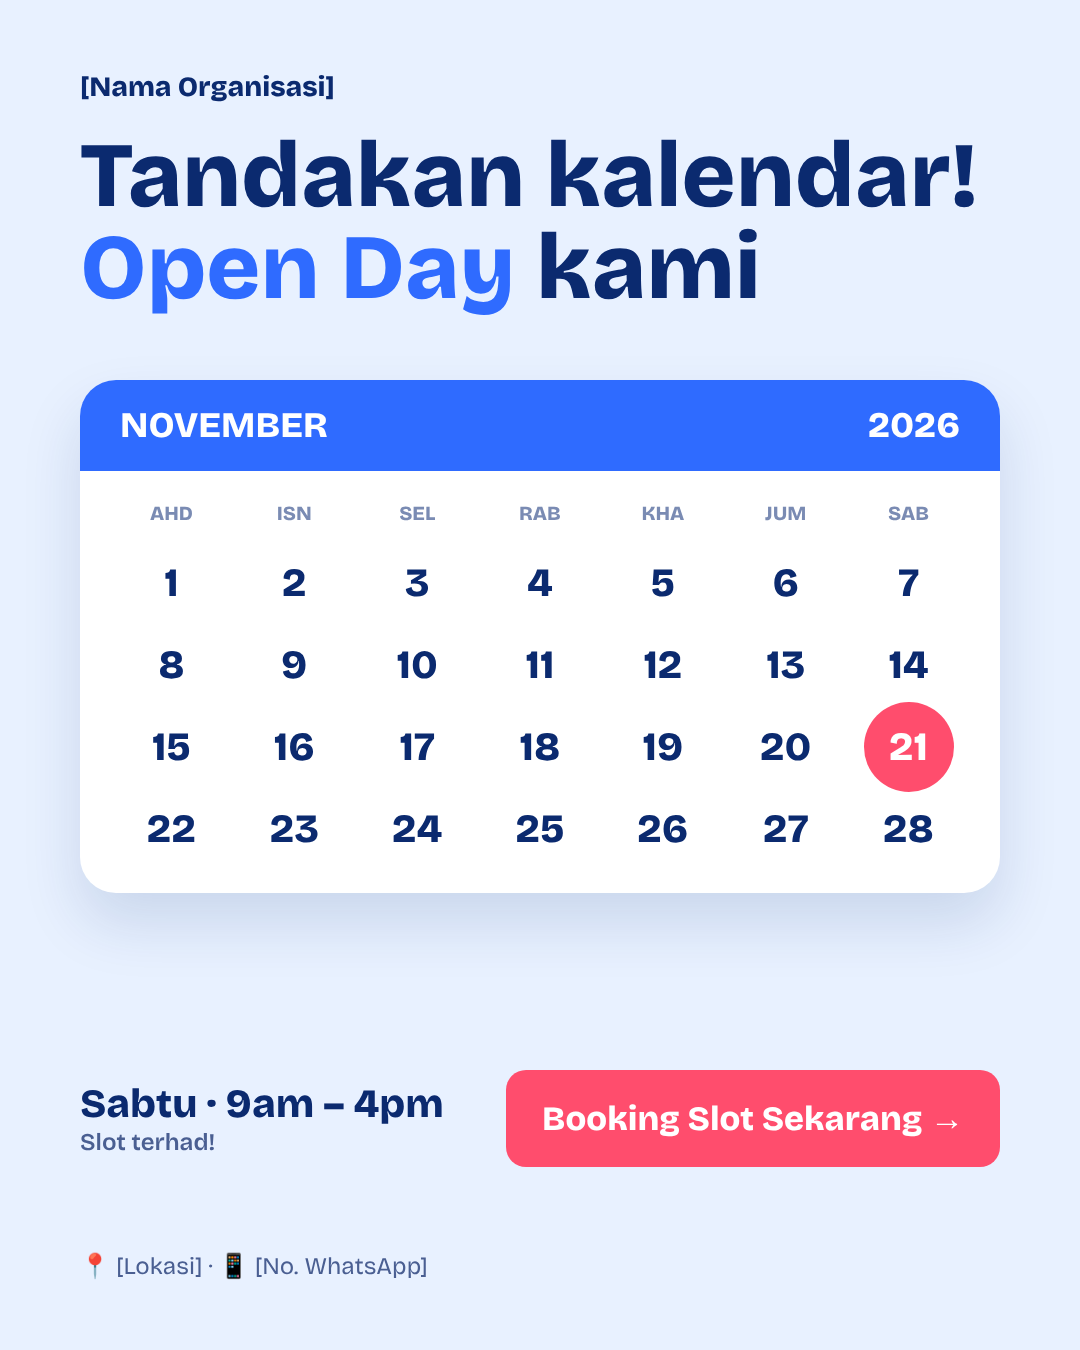 [Nama Organisasi]
Tandakan kalendar!
Open Day kami
NOVEMBER 2026
AHD ISN SEL RAB KHA JUM SAB
1 2 3 4 5 6 7
8 9 10 11 12 13 14
15 16 17 18 19 20 21
22 23 24 25 26 27 28
Sabtu · 9am – 4pm
Slot terhad!
Booking Slot Sekarang →
📍 [Lokasi] · 📱 [No. WhatsApp]